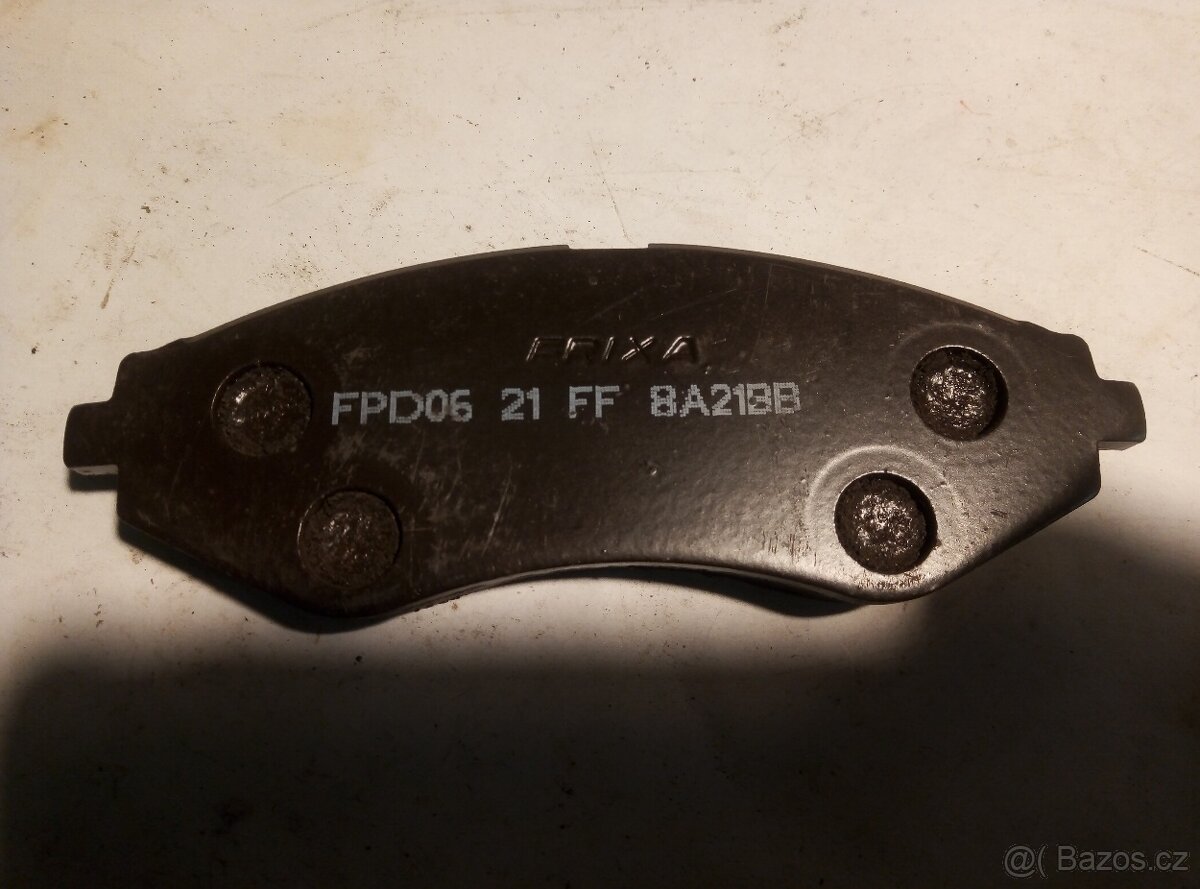 FRIXA
FPD06 21 FF 8A21BB
@( Bazos.cz